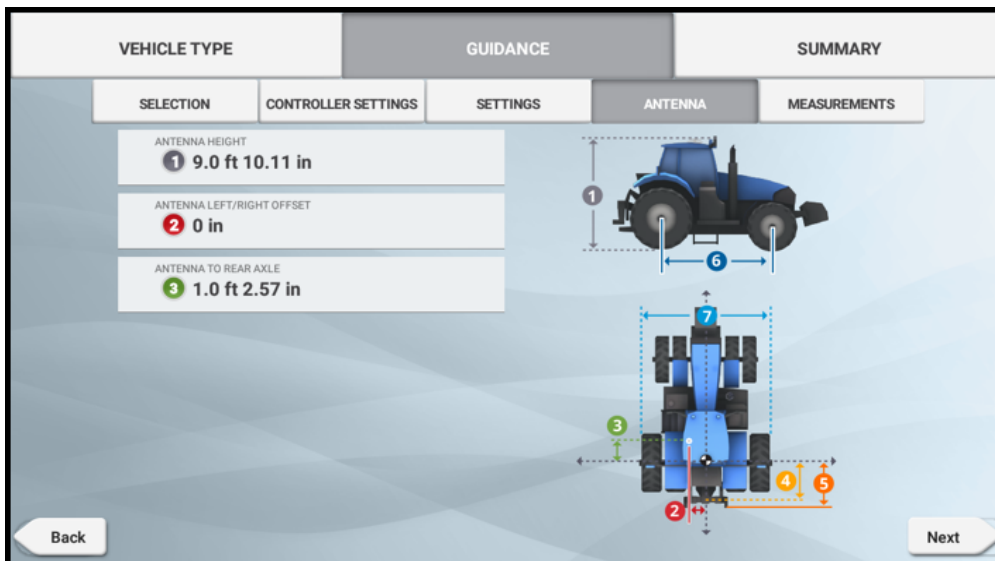 VEHICLE TYPE
GUIDANCE
SUMMARY
SELECTION
CONTROLLER SETTINGS
SETTINGS
ANTENNA
MEASUREMENTS
ANTENNA HEIGHT
1 9.0 ft 10.11 in
ANTENNA LEFT/RIGHT OFFSET
2 0 in
ANTENNA TO REAR AXLE
3 1.0 ft 2.57 in
1
6
7
3
4
5
2
Back
Next